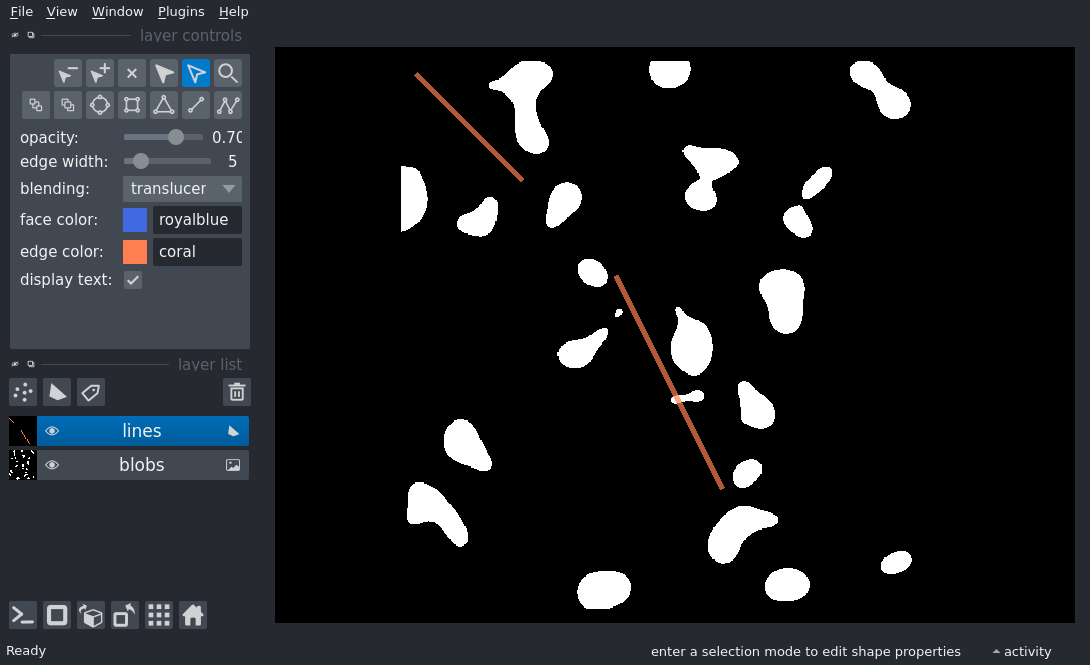 File View Window Plugins Help
layer controls
opacity: 0.70
edge width: 5
blending: translucer
face color: royalblue
edge color: coral
display text:
layer list
lines
blobs
Ready
enter a selection mode to edit shape properties
activity